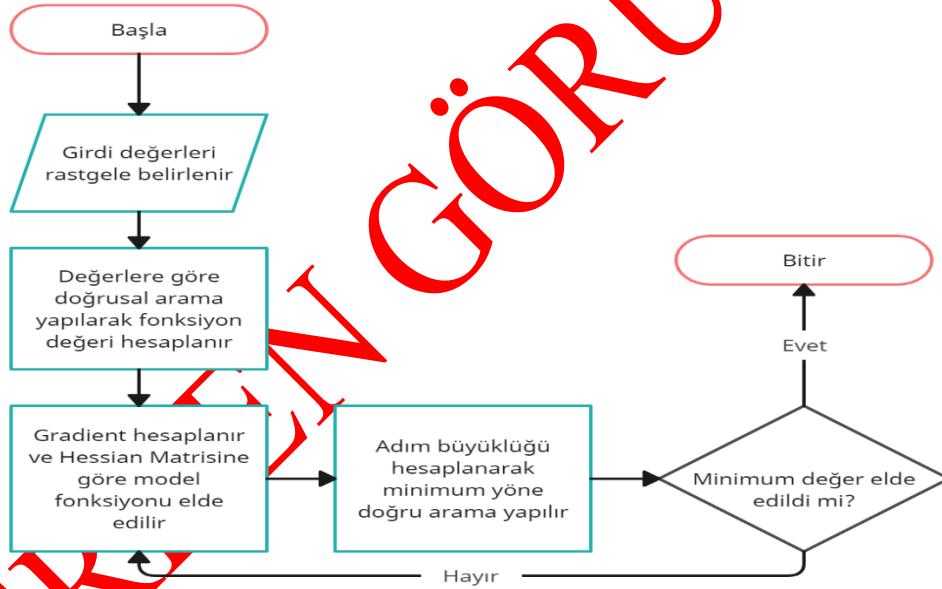 Başla
Girdi değerleri
rastgele belirlenir
Değerlere göre
doğrusal arama
yapılarak fonksiyon
değeri hesaplanır
Gradient hesaplanır
ve Hessian Matrisine
göre model
fonksiyonu elde
edilir
Adım büyüklüğü
hesaplanarak
minimum yöne
doğru arama yapılır
Minimum değer elde
edildi mi?
Evet
Bitir
Hayır